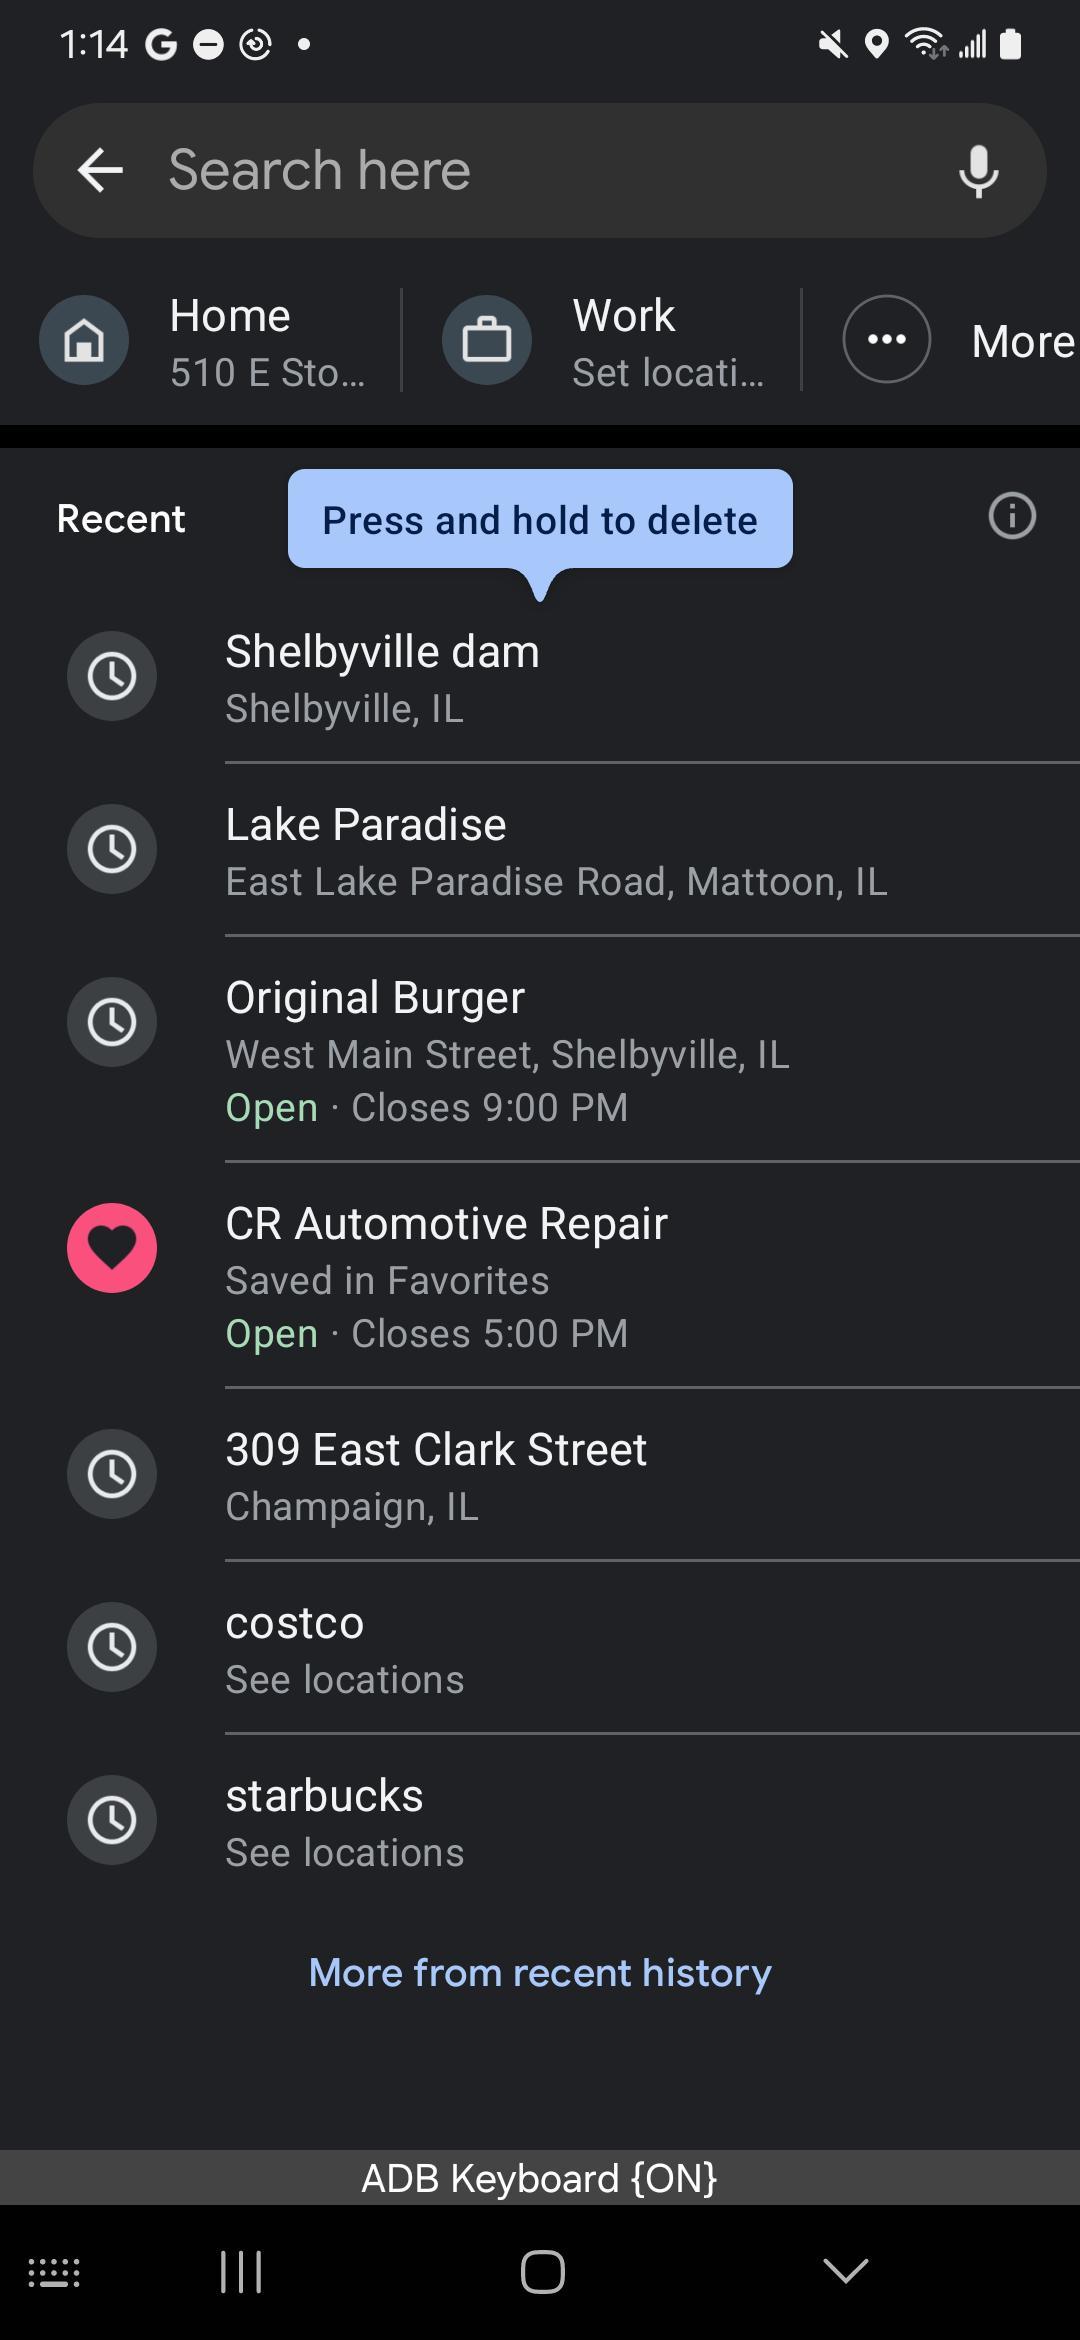 1:14
Search here
Home
510 E Sto...
Work
Set locati...
More
Recent
Press and hold to delete
Shelbyville dam
Shelbyville, IL
Lake Paradise
East Lake Paradise Road, Mattoon, IL
Original Burger
West Main Street, Shelbyville, IL
Open · Closes 9:00 PM
CR Automotive Repair
Saved in Favorites
Open · Closes 5:00 PM
309 East Clark Street
Champaign, IL
costco
See locations
starbucks
See locations
More from recent history
ADB Keyboard {ON}